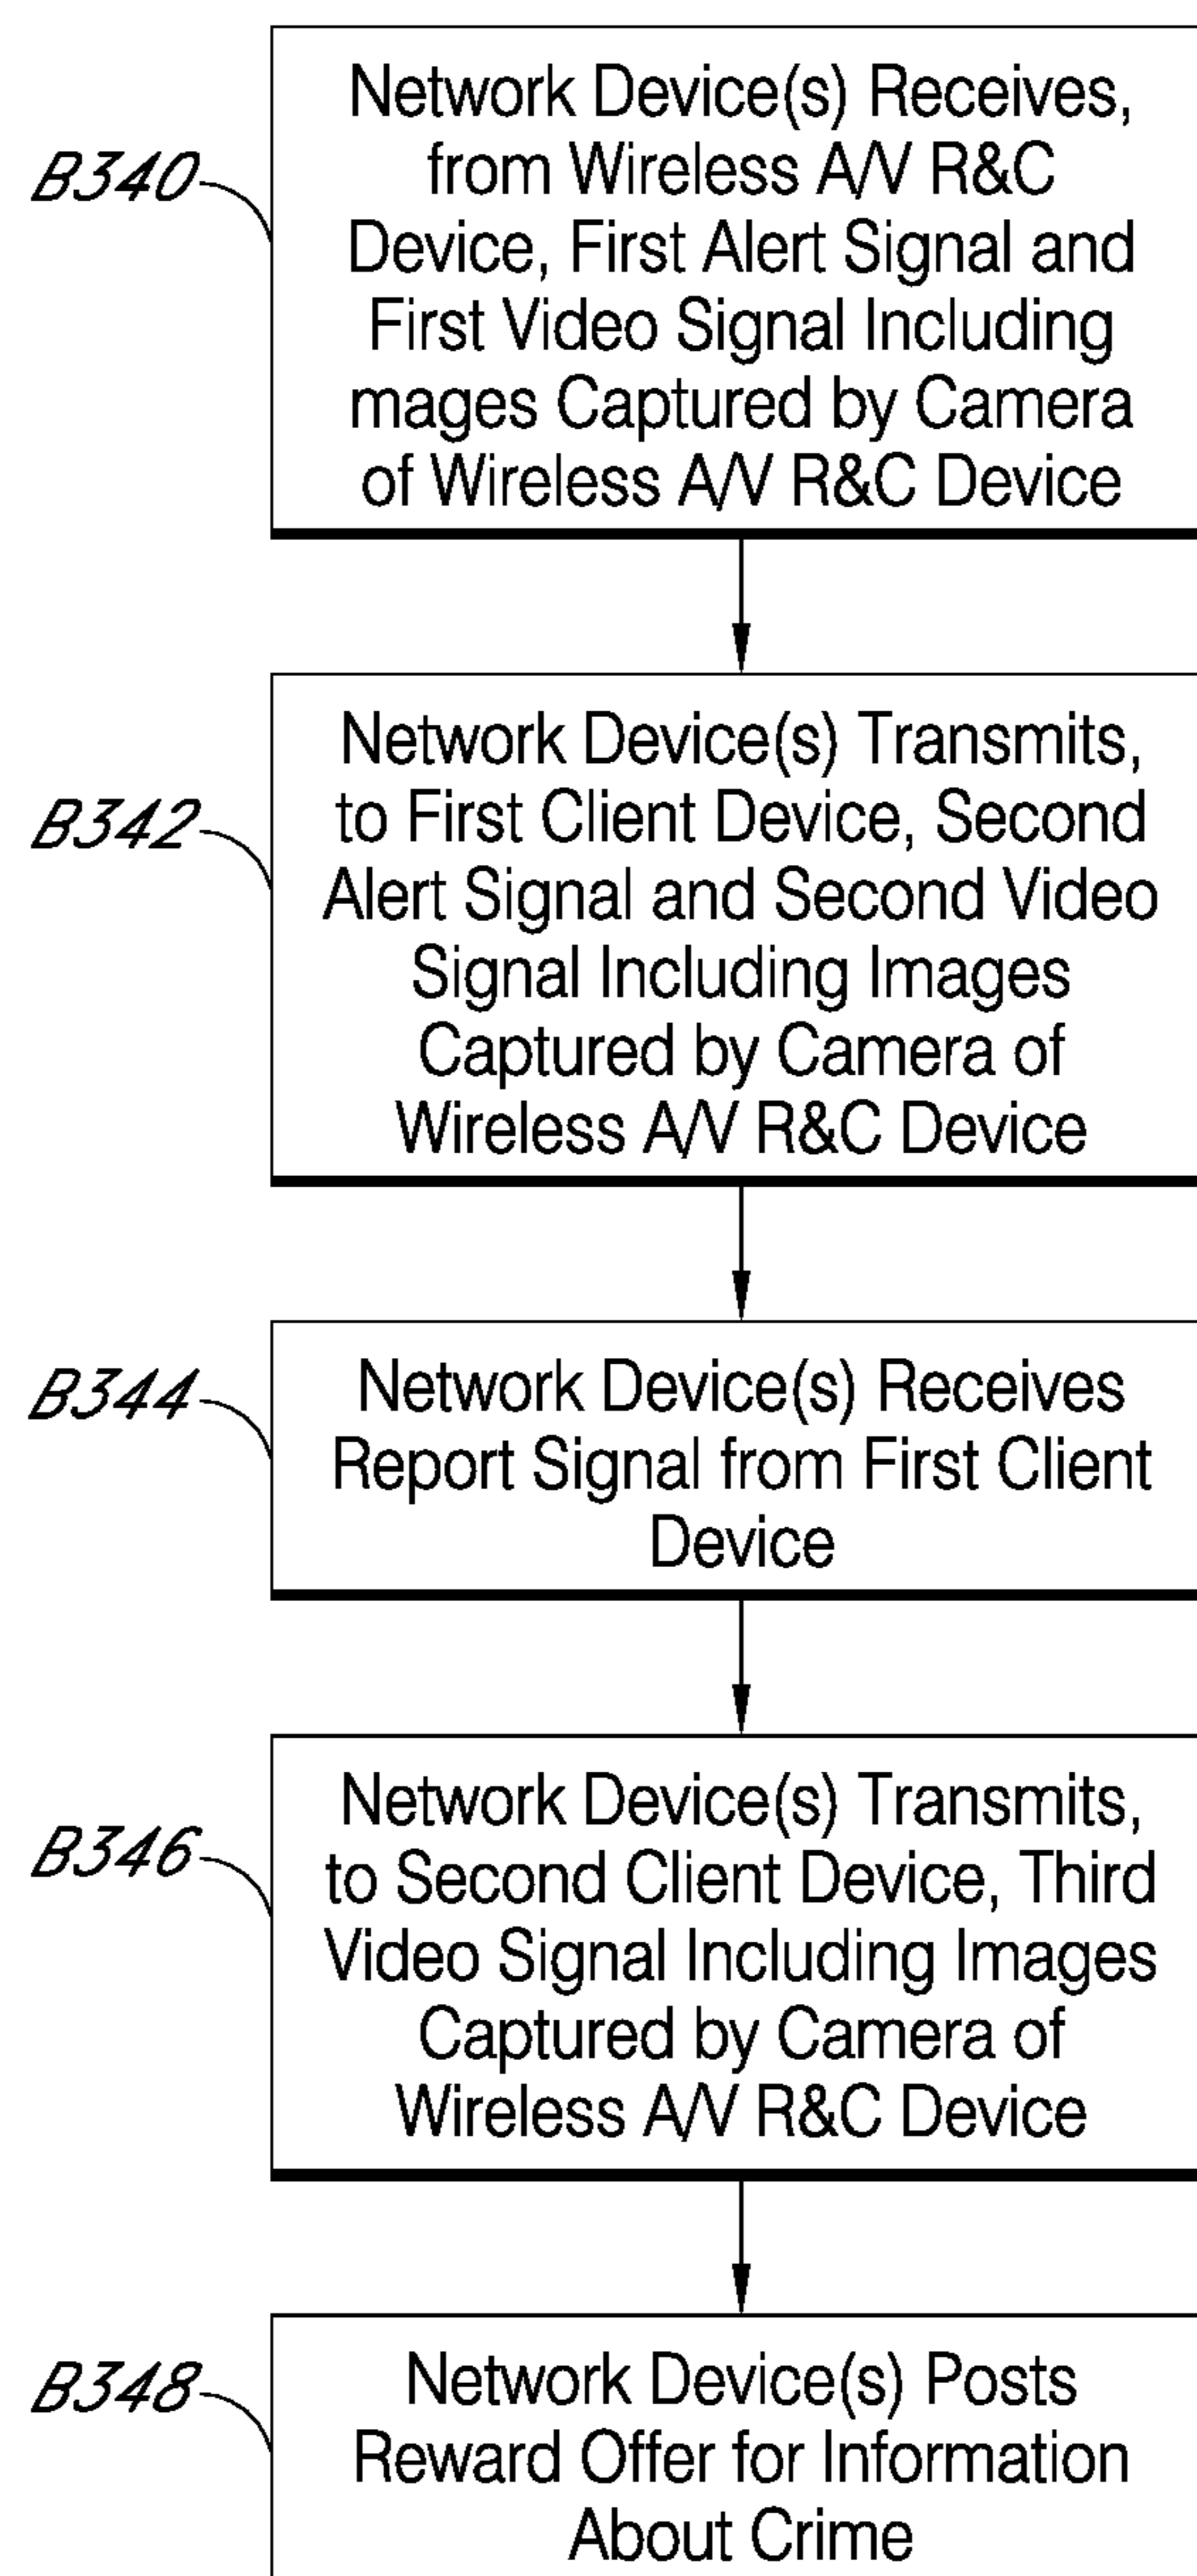 B340
Network Device(s) Receives,
from Wireless A/V R&C
Device, First Alert Signal and
First Video Signal Including
mages Captured by Camera
of Wireless A/V R&C Device
B342
Network Device(s) Transmits,
to First Client Device, Second
Alert Signal and Second Video
Signal Including Images
Captured by Camera of
Wireless A/V R&C Device
B344
Network Device(s) Receives
Report Signal from First Client
Device
B346
Network Device(s) Transmits,
to Second Client Device, Third
Video Signal Including Images
Captured by Camera of
Wireless A/V R&C Device
B348
Network Device(s) Posts
Reward Offer for Information
About Crime